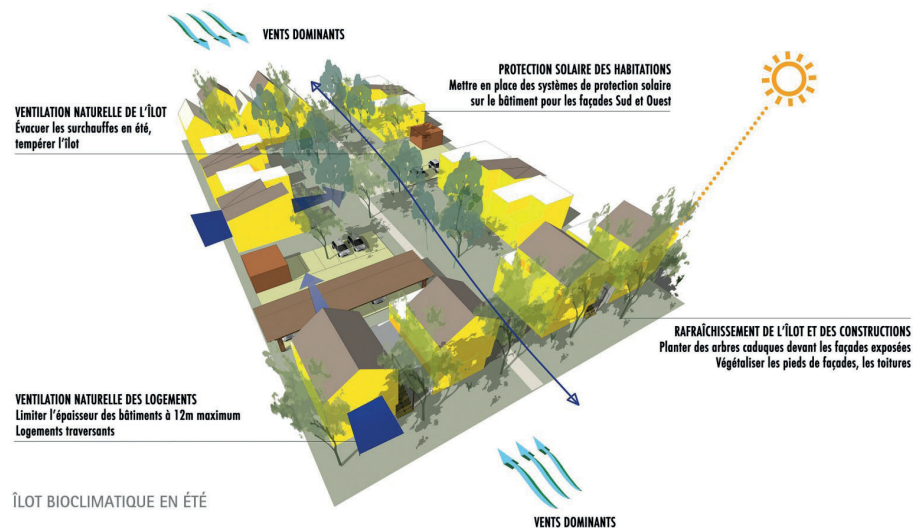 VENTS DOMINANTS
PROTECTION SOLAIRE DES HABITATIONS
Mettre en place des systèmes de protection solaire
sur le bâtiment pour les façades Sud et Ouest
VENTILATION NATURELLE DE L'ÎLOT
Évacuer les surchauffes en été,
tempérer l'îlot
RAFRAÎCHISSEMENT DE L'ÎLOT ET DES CONSTRUCTIONS
Planter des arbres caduques devant les façades exposées
Végétaliser les pieds de façades, les toitures
VENTILATION NATURELLE DES LOGEMENTS
Limiter l'épaisseur des bâtiments à 12m maximum
Logements traversants
ÎLOT BIOCLIMATIQUE EN ÉTÉ
VENTS DOMINANTS